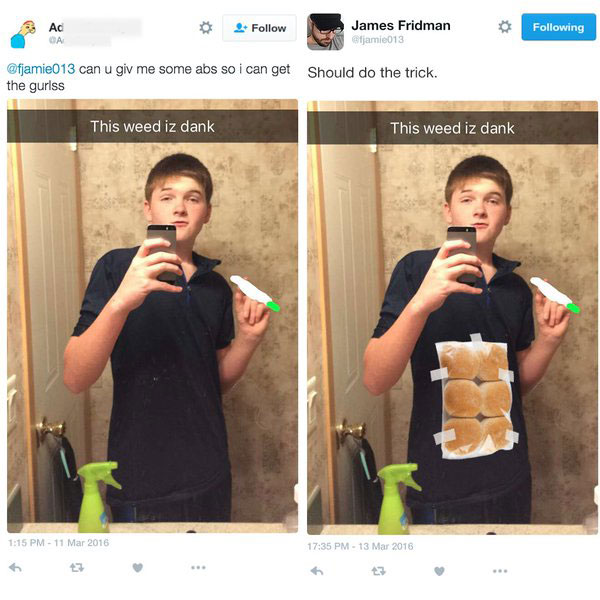 Ad
Follow
@A
@fjamie013 can u giv me some abs so i can get
the gurlss
This weed iz dank
1:15 PM - 11 Mar 2016
James Fridman
@fjamie013
Following
Should do the trick.
This weed iz dank
17:35 PM - 13 Mar 2016